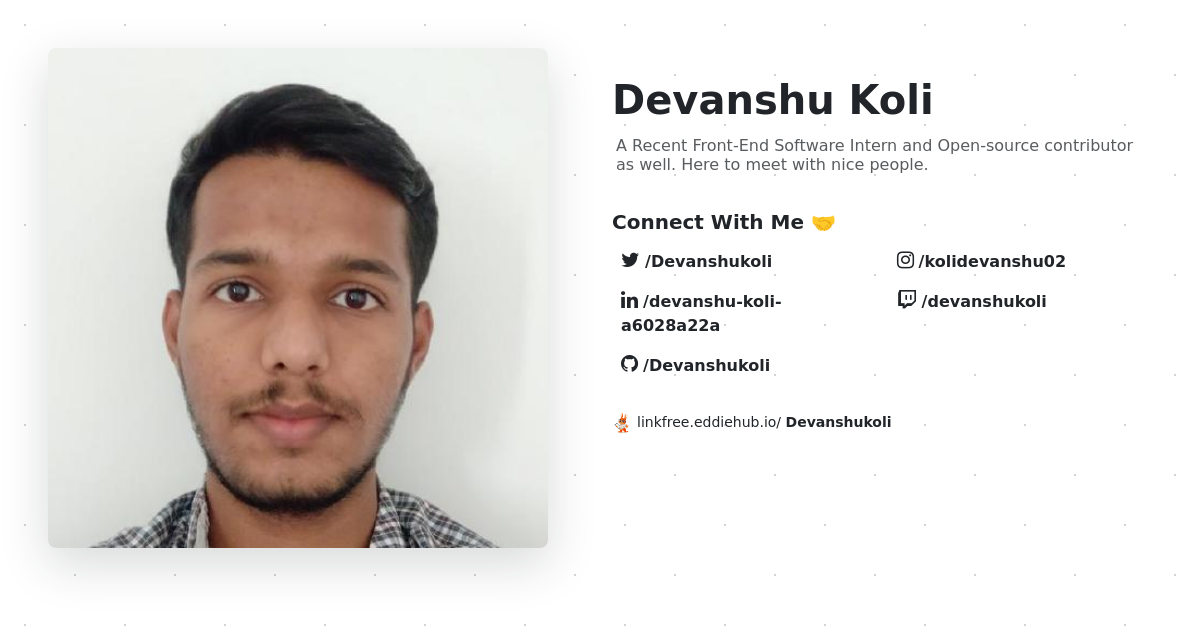 Devanshu Koli
A Recent Front-End Software Intern and Open-source contributor
as well. Here to meet with nice people.
Connect With Me 🤝
/Devanshukoli
/kolidevanshu02
/devanshu-koli-
a6028a22a
/devanshukoli
/Devanshukoli
linkfree.eddiehub.io/ Devanshukoli